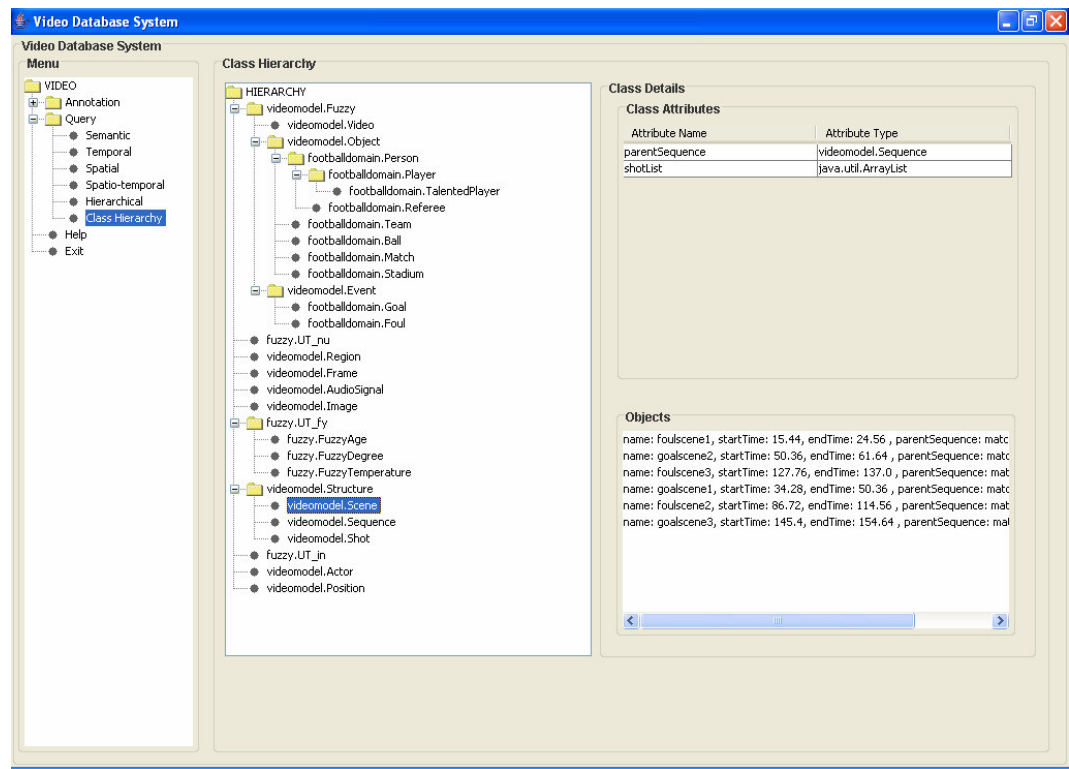 Video Database System
Video Database System
Menu
VIDEO
Annotation
Query
Semantic
Temporal
Spatial
Spatio-temporal
Hierarchical
Class Hierarchy
Help
Exit
Class Hierarchy
HIERARCHY
videomodel.Fuzzy
videomodel.Video
videomodel.Object
footballdomain.Person
footballdomain.Player
footballdomain.TalentedPlayer
footballdomain.Referee
footballdomain.Team
footballdomain.Ball
footballdomain.Match
footballdomain.Stadium
videomodel.Event
footballdomain.Goal
footballdomain.Foul
fuzzy.UT_nu
videomodel.Region
videomodel.Frame
videomodel.AudioSignal
videomodel.Image
fuzzy.UT_fy
fuzzy.FuzzyAge
fuzzy.FuzzyDegree
fuzzy.FuzzyTemperature
videomodel.Structure
videomodel.Scene
videomodel.Sequence
videomodel.Shot
fuzzy.UT_in
videomodel.Actor
videomodel.Position
Class Details
Class Attributes
Attribute Name Attribute Type
parentSequence videomodel.Sequence
shotList java.util.ArrayList
Objects
name: foulscene1, startTime: 15.44, endTime: 24.56 , parentSequence: matc
name: goalscene2, startTime: 50.36, endTime: 61.64 , parentSequence: matc
name: foulscene3, startTime: 127.76, endTime: 137.0 , parentSequence: mat
name: goalscene1, startTime: 34.28, endTime: 50.36 , parentSequence: matc
name: foulscene2, startTime: 86.72, endTime: 114.56 , parentSequence: mat
name: goalscene3, startTime: 145.4, endTime: 154.64 , parentSequence: mat